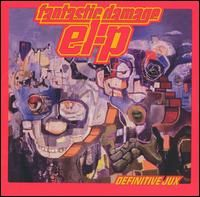 fantastic damage
el-p
DEFINITIVE JUX